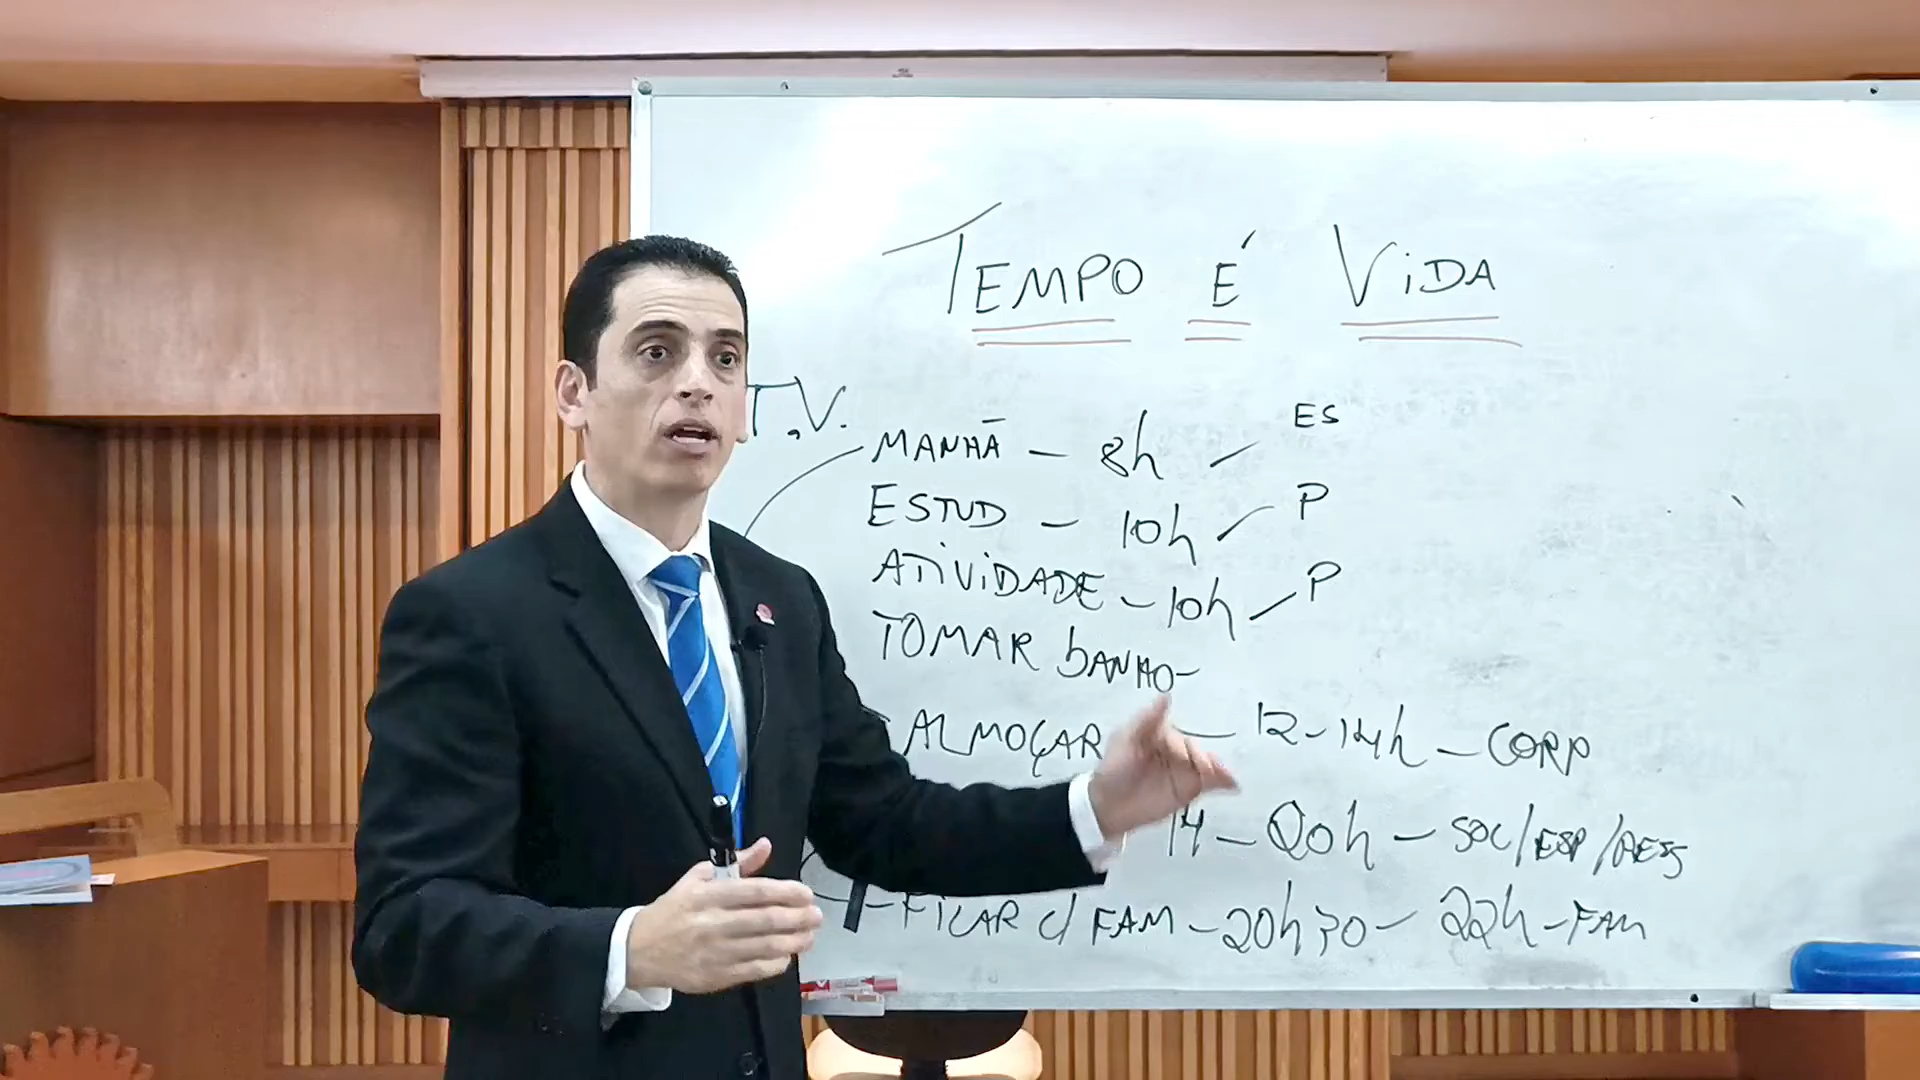 TEMPO É ViDA
T.V.
MANHÃ - 8h - ES
ESTUD - 10h - P
ATiViDADE - 10h - P
TOMAR bANHO -
ALMOÇAR - 12-14h - CORP
14 - 20h - SOC/ESP/
FiCAR c/ FAM - 20h30 - 22h - FAM